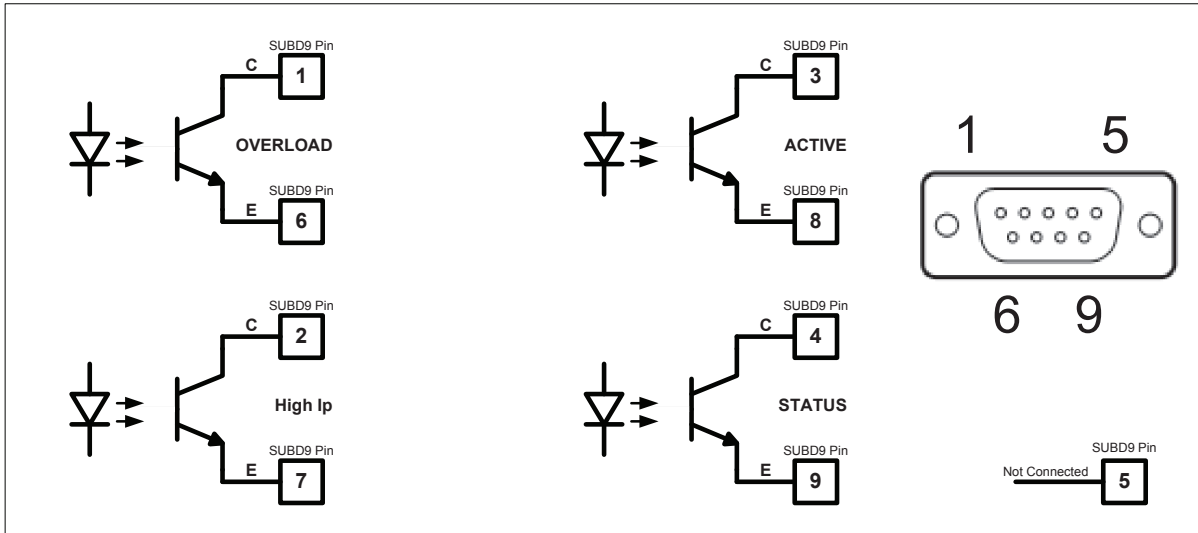 SUBD9 Pin
C
1
OVERLOAD
SUBD9 Pin
E
6
SUBD9 Pin
C
3
ACTIVE
SUBD9 Pin
E
8
1 5
6 9
SUBD9 Pin
C
2
High Ip
SUBD9 Pin
E
7
SUBD9 Pin
C
4
STATUS
SUBD9 Pin
E
9
SUBD9 Pin
Not Connected
5